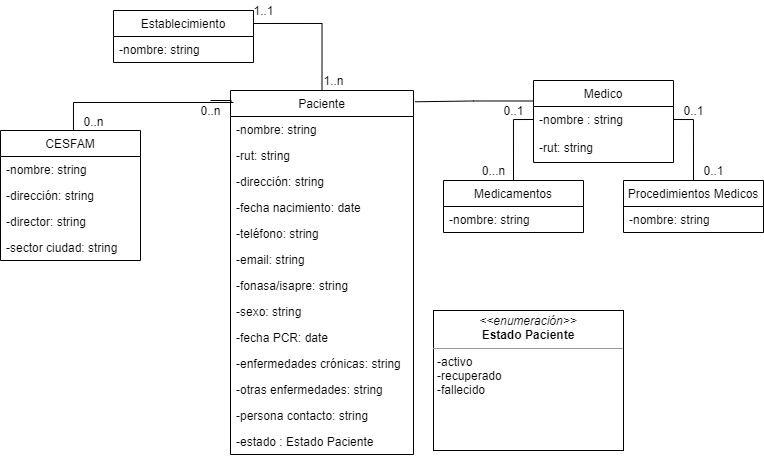 Establecimiento
-nombre: string
1..1
1..n
0..n
0..n
CESFAM
-nombre: string
-dirección: string
-director: string
-sector ciudad: string
Paciente
-nombre: string
-rut: string
-dirección: string
-fecha nacimiento: date
-teléfono: string
-email: string
-fonasa/isapre: string
-sexo: string
-fecha PCR: date
-enfermedades crónicas: string
-otras enfermedades: string
-persona contacto: string
-estado : Estado Paciente
Medico
-nombre : string
-rut: string
0..1
0..1
0...n
0..1
Medicamentos
-nombre: string
Procedimientos Medicos
-nombre: string
<<enumeración>>
Estado Paciente
-activo
-recuperado
-fallecido